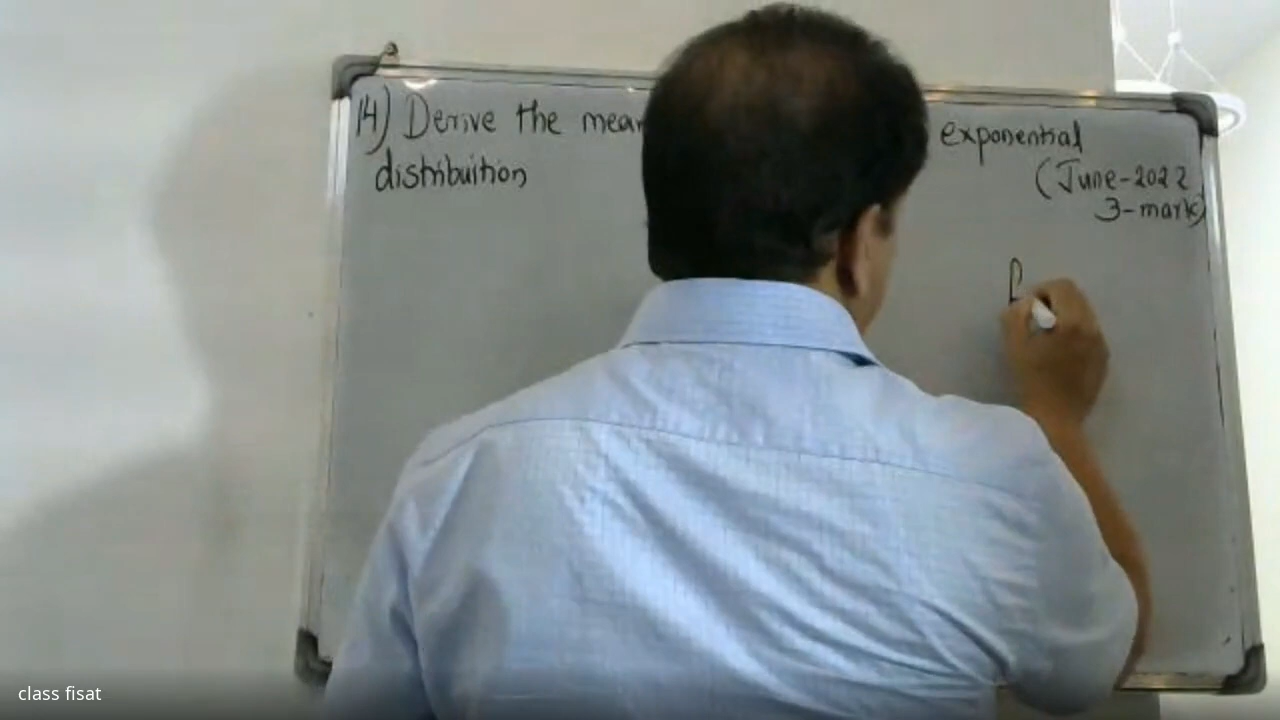 14) Derive the mean exponential
distribuition
(June-2022
3-mark)
f
class fisat